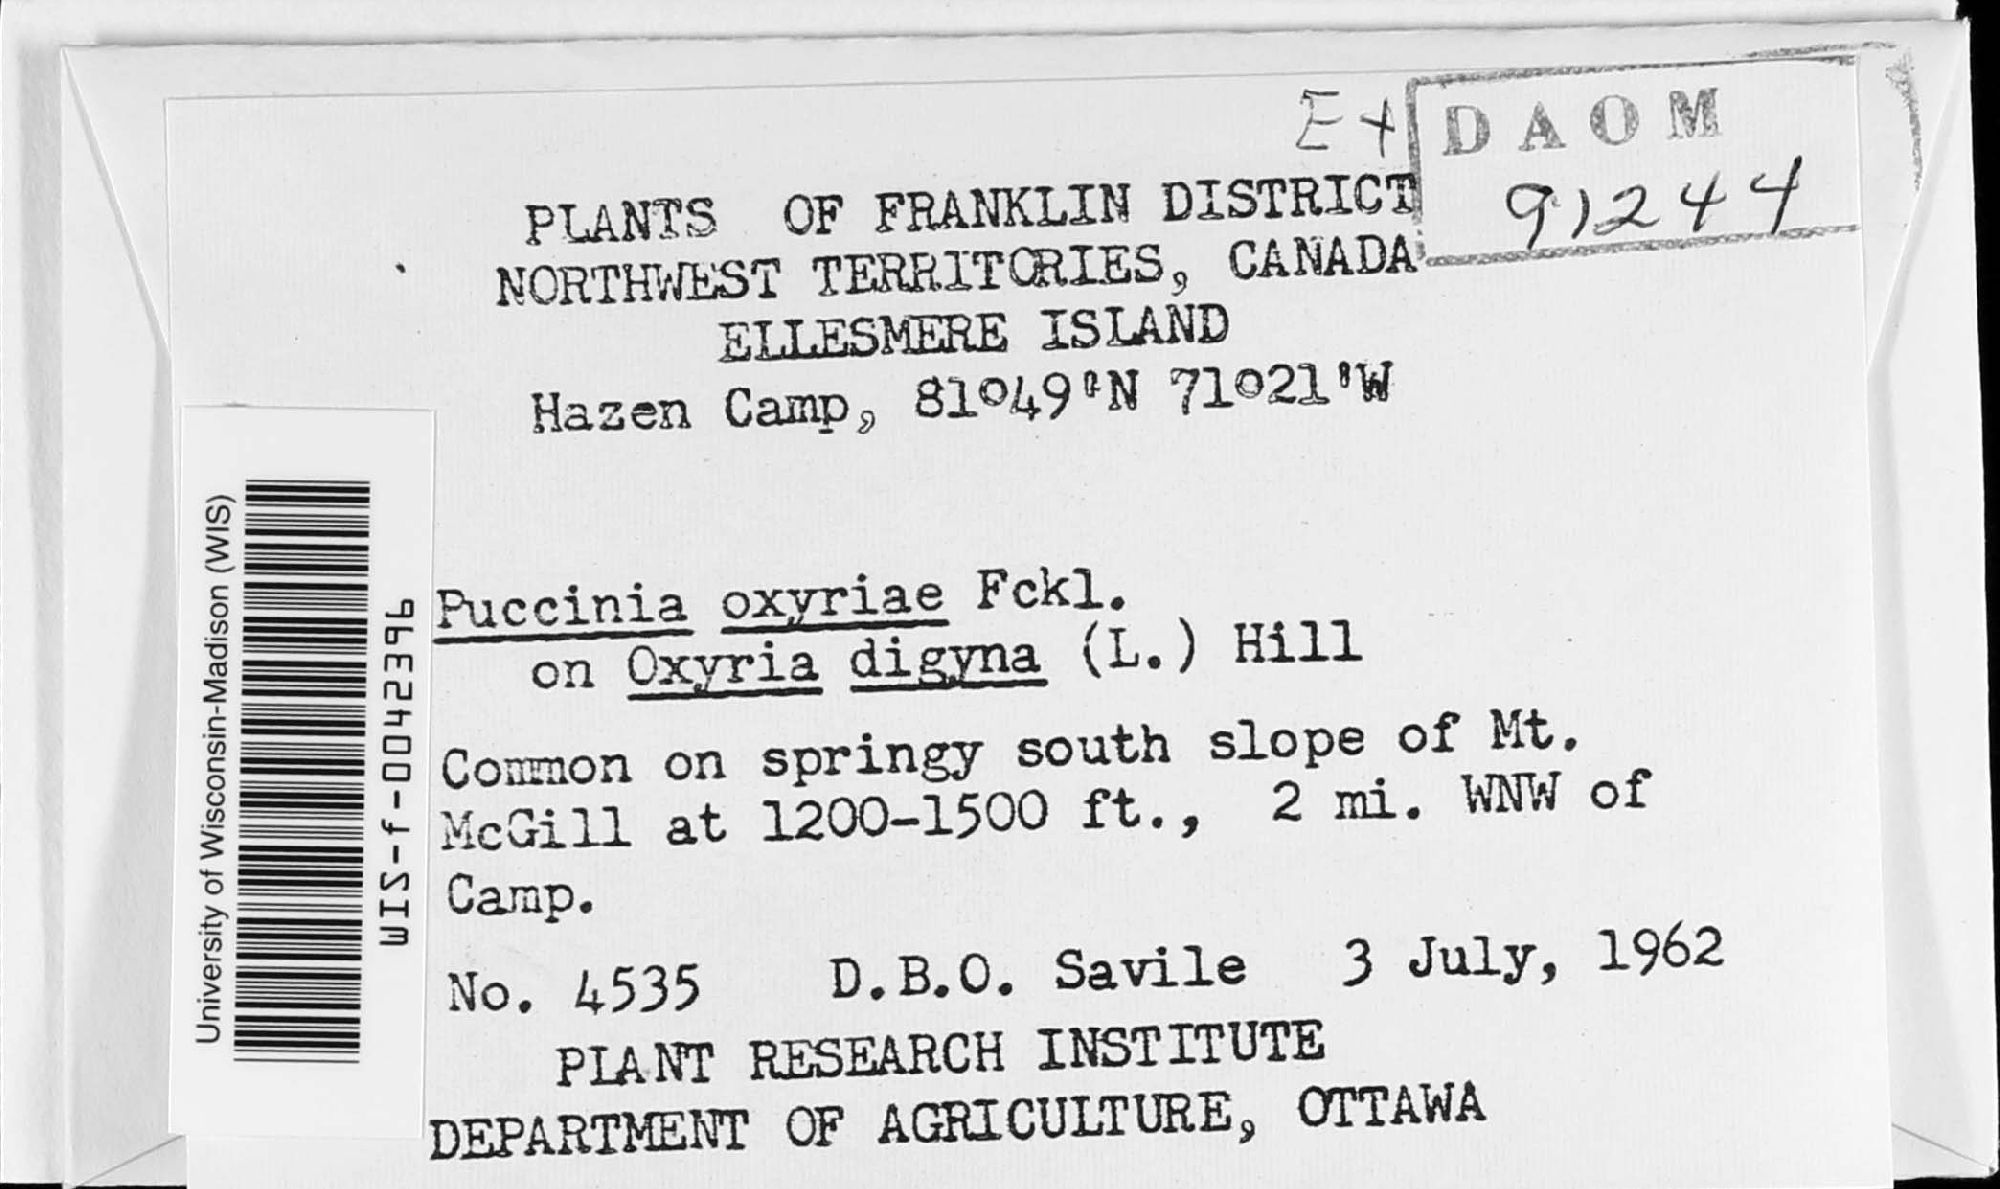 Ex DAOM
91244
PLANTS OF FRANKLIN DISTRICT
NORTHWEST TERRITORIES, CANADA
ELLESMERE ISLAND
Hazen Camp, 81°49'N 71°21'W
Puccinia oxyriae Fckl.
on Oxyria digyna (L.) Hill
Common on springy south slope of Mt.
McGill at 1200-1500 ft., 2 mi. WNW of
Camp.
No. 4535 D.B.O. Savile 3 July, 1962
PLANT RESEARCH INSTITUTE
DEPARTMENT OF AGRICULTURE, OTTAWA
University of Wisconsin-Madison (WIS)
WIS-f-0042396